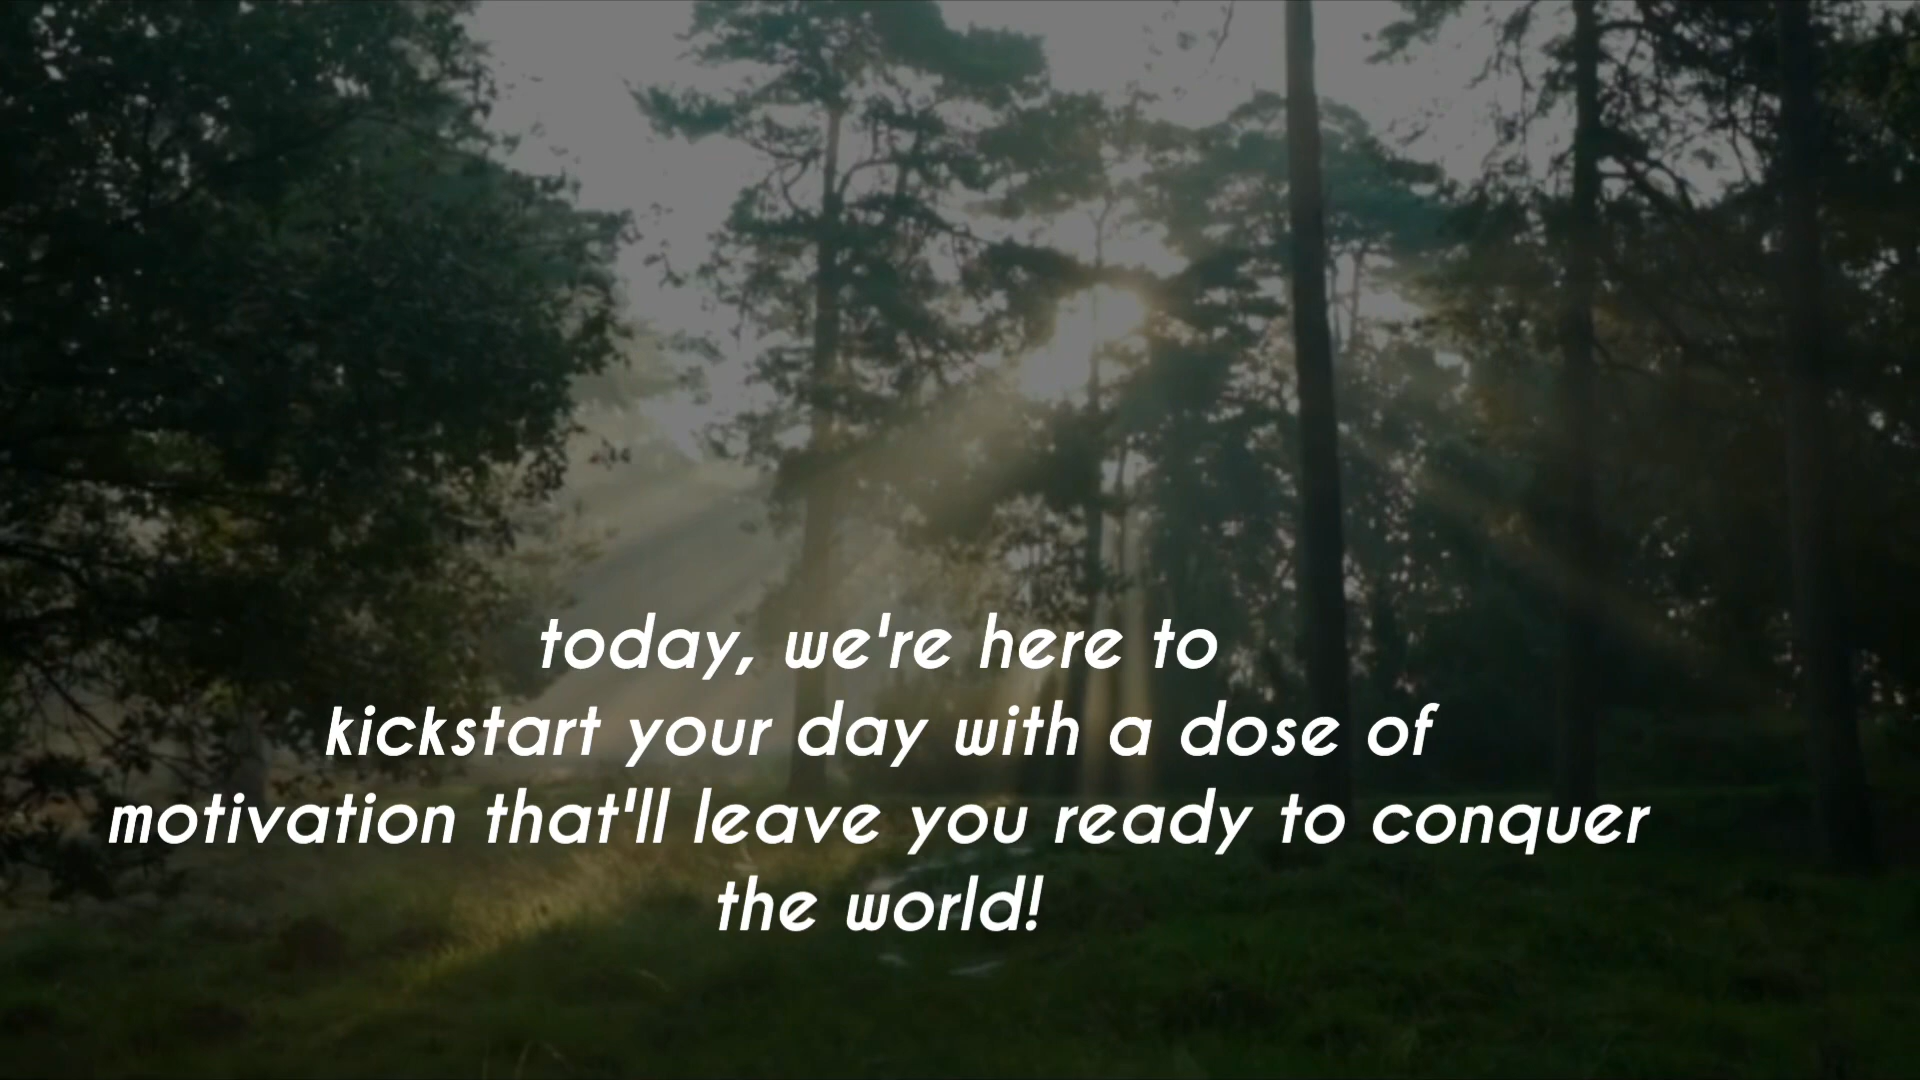 today, we're here to
kickstart your day with a dose of
motivation that'll leave you ready to conquer
the world!